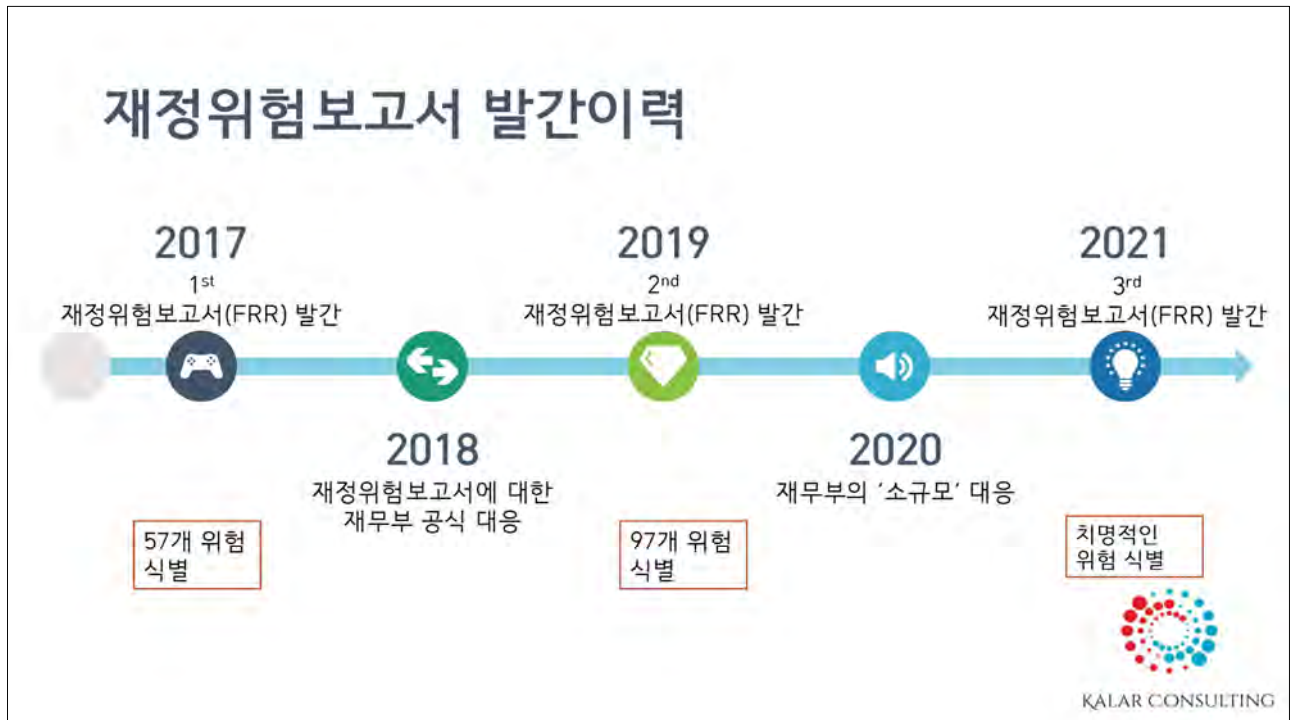 재정위험보고서 발간이력
2017
1st
재정위험보고서(FRR) 발간
2019
2nd
재정위험보고서(FRR) 발간
2021
3rd
재정위험보고서(FRR) 발간
2018
재정위험보고서에 대한
재무부 공식 대응
2020
재무부의 ‘소규모’ 대응
57개 위험
식별
97개 위험
식별
치명적인
위험 식별
KALAR CONSULTING